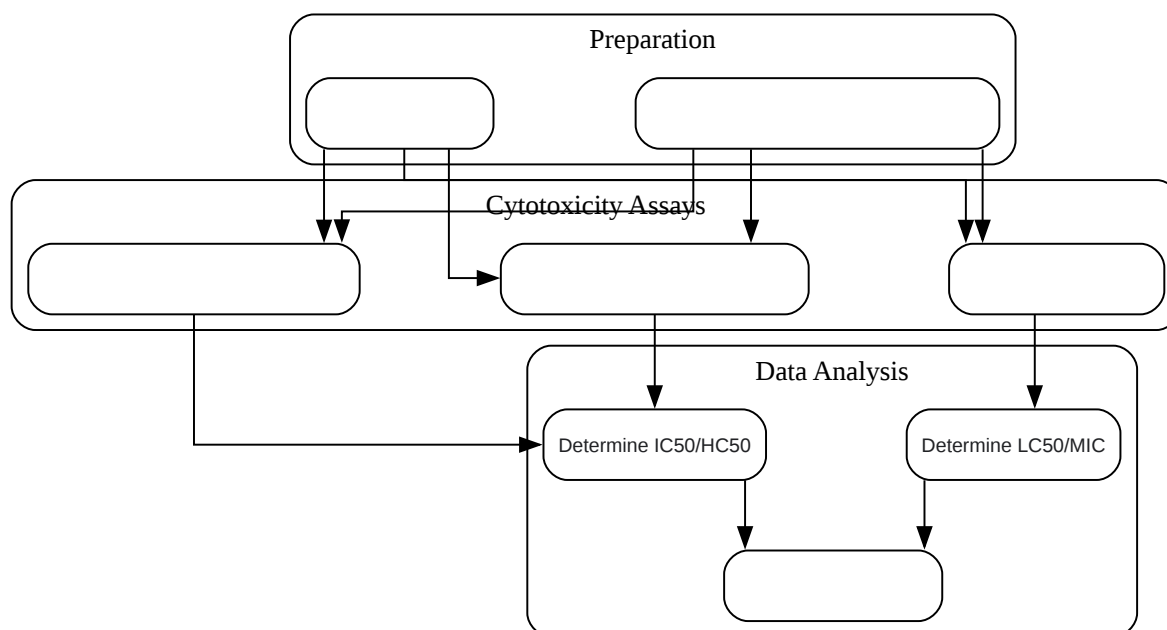 Preparation
Cytotoxicity Assays
Data Analysis
Determine IC50/HC50
Determine LC50/MIC